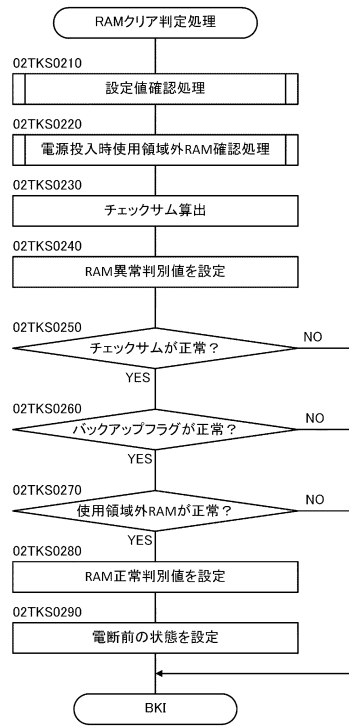 RAMクリア判定処理
02TKS0210
設定値確認処理
02TKS0220
電源投入時使用領域外RAM確認処理
02TKS0230
チェックサム算出
02TKS0240
RAM異常判別値を設定
02TKS0250
チェックサムが正常？
NO
YES
02TKS0260
バックアップフラグが正常？
NO
YES
02TKS0270
使用領域外RAMが正常？
NO
YES
02TKS0280
RAM正常判別値を設定
02TKS0290
電断前の状態を設定
BKI